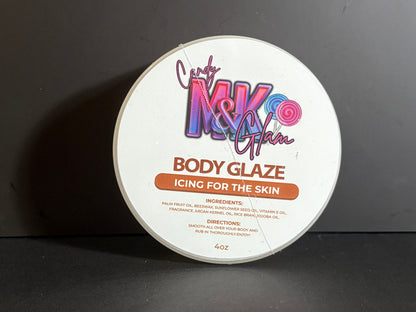 Candy
M&K
Glam
BODY GLAZE
ICING FOR THE SKIN
INGREDIENTS:
PALM FRUIT OIL, BEESWAX, SUNFLOWER SEED OIL, VITAMIN E OIL,
FRAGRANCE, ARGAN KERNEL OIL, RICE BRAN, JOJOBA OIL.
DIRECTIONS:
SMOOTH ALL OVER YOUR BODY AND
RUB IN THOROUGHLY. ENJOY!
4oz